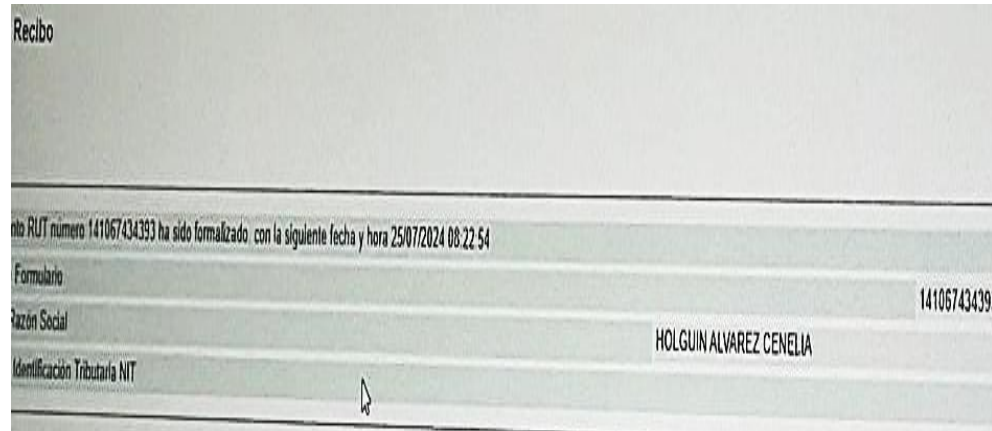 Recibo
nto RUT número 141067434393 ha sido formalizado con la siguiente fecha y hora 25/07/2024 08:22:54
Formulario
14106743439
Razón Social
HOLGUIN ALVAREZ CENELIA
Identificación Tributaria NIT